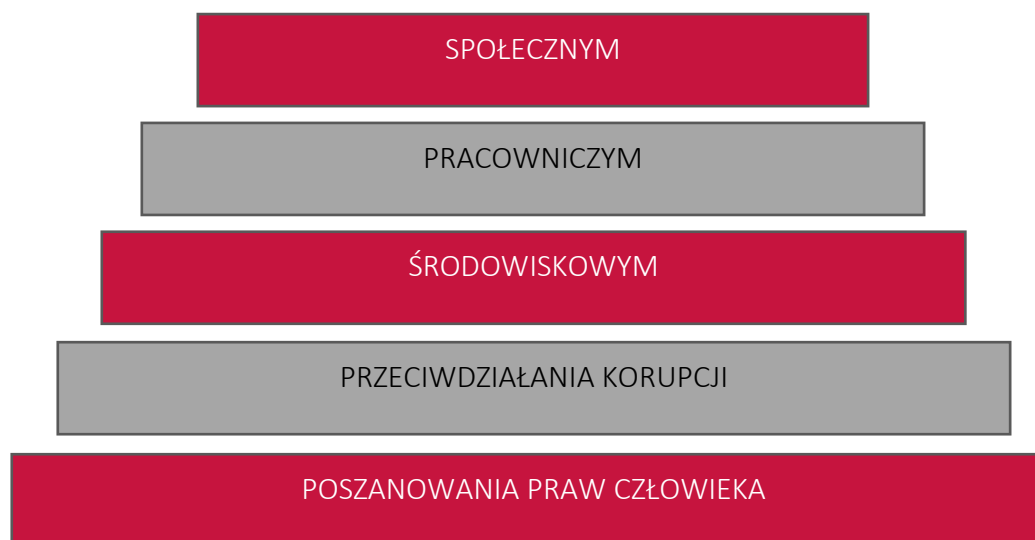 SPOŁECZNYM
PRACOWNICZYM
ŚRODOWISKOWYM
PRZECIWDZIAŁANIA KORUPCJI
POSZANOWANIA PRAW CZŁOWIEKA